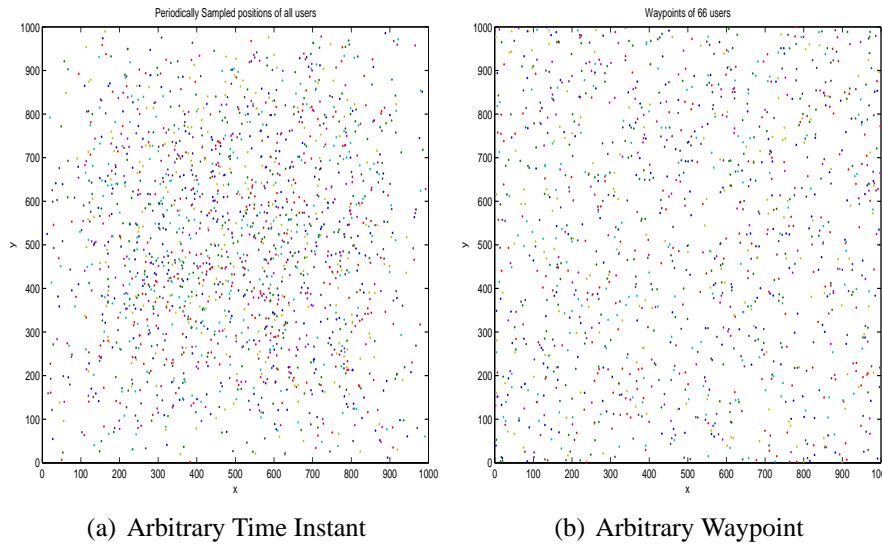 Periodically Sampled positions of all users
1000
900
800
700
600
500
400
300
200
100
0
y
0 100 200 300 400 500 600 700 800 900 1000
x
(a) Arbitrary Time Instant
Waypoints of 66 users
1000
900
800
700
600
500
400
300
200
100
0
y
0 100 200 300 400 500 600 700 800 900 100
x
(b) Arbitrary Waypoint